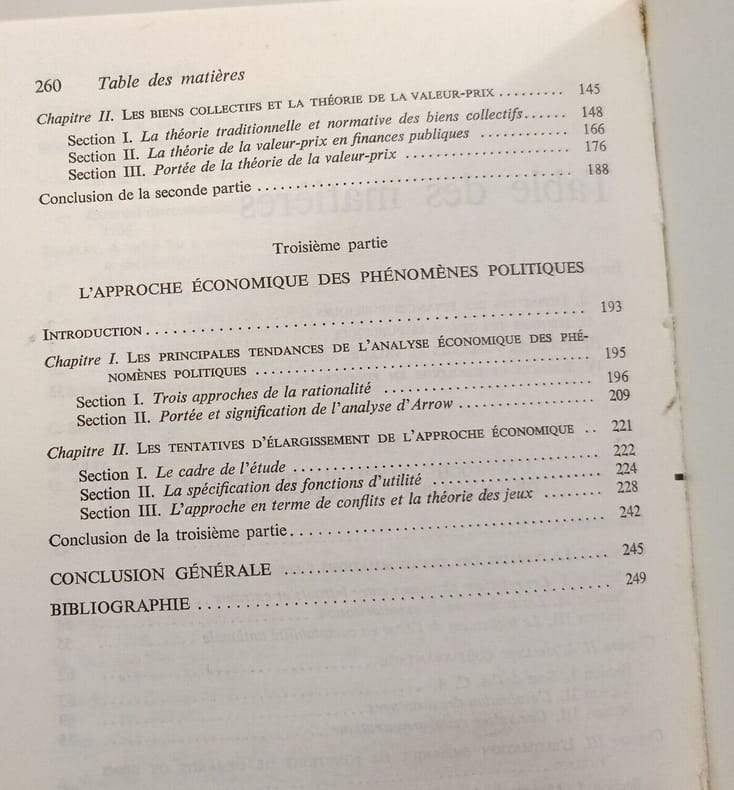 260 Table des matières
Chapitre II. LES BIENS COLLECTIFS ET LA THÉORIE DE LA VALEUR-PRIX ......... 145
Section I. La théorie traditionnelle et normative des biens collectifs...... 148
Section II. La théorie de la valeur-prix en finances publiques ............ 166
Section III. Portée de la théorie de la valeur-prix ...................... 176
Conclusion de la seconde partie .................................... 188
Troisième partie
L'APPROCHE ÉCONOMIQUE DES PHÉNOMÈNES POLITIQUES
INTRODUCTION ................................................ 193
Chapitre I. LES PRINCIPALES TENDANCES DE L'ANALYSE ÉCONOMIQUE DES PHÉ-
NOMÈNES POLITIQUES ..................................... 195
Section I. Trois approches de la rationalité ........................ 196
Section II. Portée et signification de l'analyse d'Arrow ................. 209
Chapitre II. LES TENTATIVES D'ÉLARGISSEMENT DE L'APPROCHE ÉCONOMIQUE .. 221
Section I. Le cadre de l'étude ................................... 222
Section II. La spécification des fonctions d'utilité ................... 224
Section III. L'approche en terme de conflits et la théorie des jeux ........ 228
Conclusion de la troisième partie.................................... 242
CONCLUSION GÉNÉRALE ...................................... 245
BIBLIOGRAPHIE ............................................... 249
Table des matières